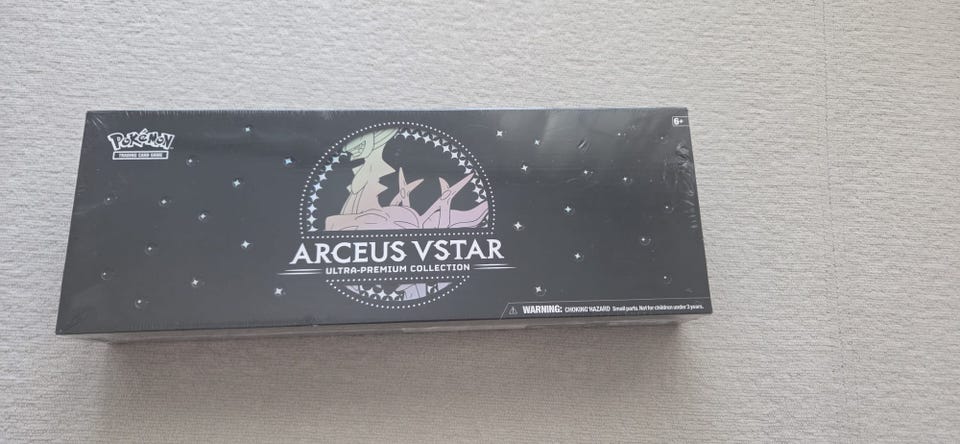 POKéMON
TRADING CARD GAME
6+
ARCEUS VSTAR
ULTRA-PREMIUM COLLECTION
⚠ WARNING: CHOKING HAZARD Small parts. Not for children under 3 years.